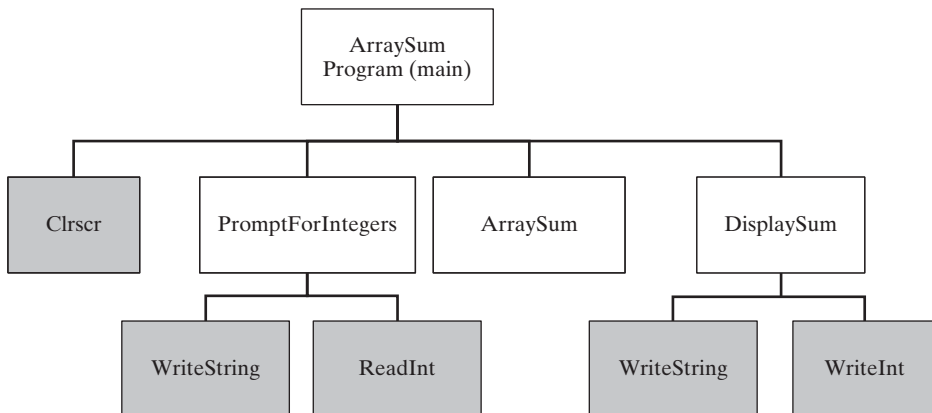 ArraySum
Program (main)
Clrscr
PromptForIntegers
ArraySum
DisplaySum
WriteString
ReadInt
WriteString
WriteInt